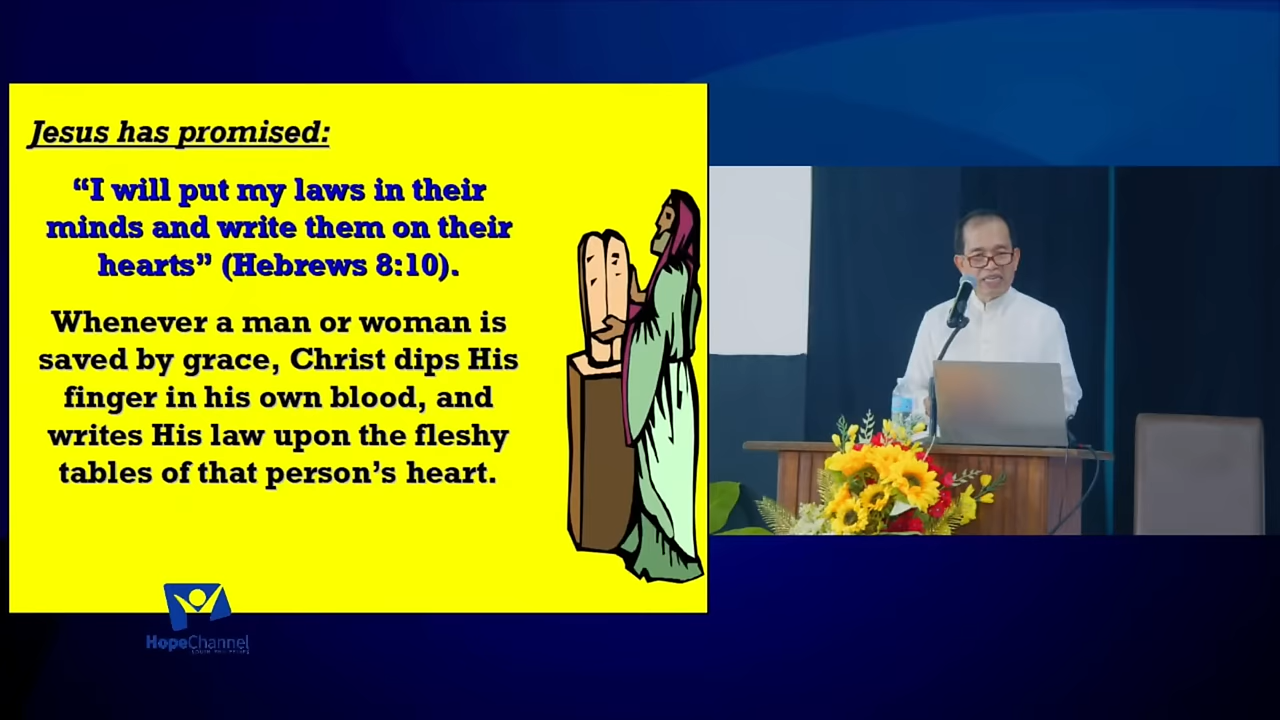 Jesus has promised:
“I will put my laws in their
minds and write them on their
hearts” (Hebrews 8:10).
Whenever a man or woman is
saved by grace, Christ dips His
finger in his own blood, and
writes His law upon the fleshy
tables of that person’s heart.
HopeChannel